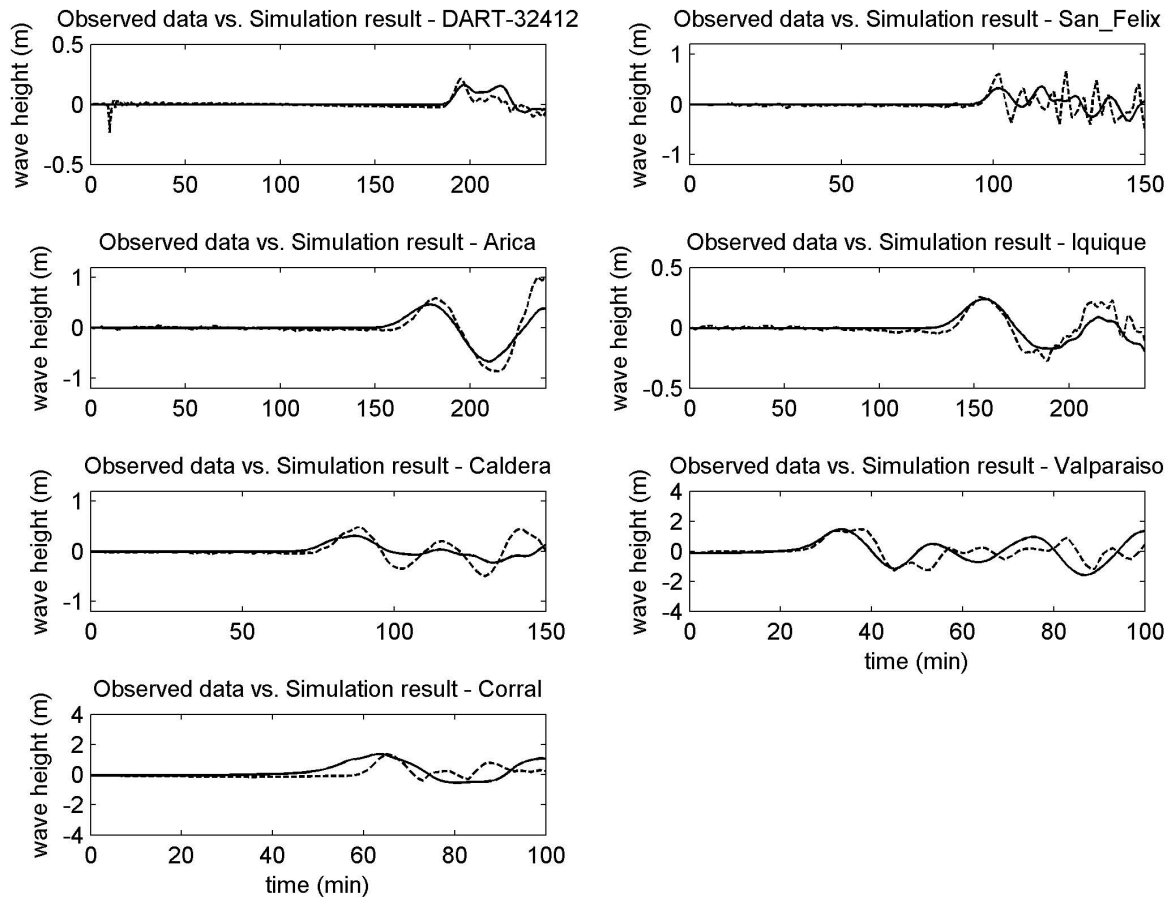 Observed data vs. Simulation result - DART-32412
wave height (m)
0.5
0
-0.5
0 50 100 150 200
Observed data vs. Simulation result - San_Felix
wave height (m)
1
0
-1
0 50 100 150
Observed data vs. Simulation result - Arica
wave height (m)
1
0
-1
0 50 100 150 200
Observed data vs. Simulation result - Iquique
wave height (m)
0.5
0
-0.5
0 50 100 150 200
Observed data vs. Simulation result - Caldera
wave height (m)
1
0
-1
0 50 100 150
Observed data vs. Simulation result - Valparaiso
wave height (m)
4
2
0
-2
-4
0 20 40 60 80 100
time (min)
Observed data vs. Simulation result - Corral
wave height (m)
4
2
0
-2
-4
0 20 40 60 80 100
time (min)